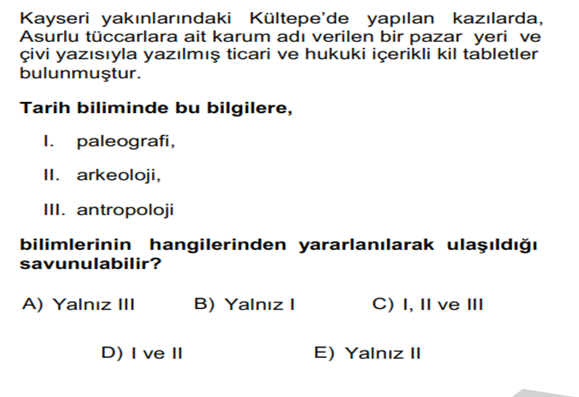 Kayseri yakınlarındaki Kültepe'de yapılan kazılarda,
Asurlu tüccarlara ait karum adı verilen bir pazar yeri ve
çivi yazısıyla yazılmış ticari ve hukuki içerikli kil tabletler
bulunmuştur.
Tarih biliminde bu bilgilere,
I. paleografi,
II. arkeoloji,
III. antropoloji
bilimlerinin hangilerinden yararlanılarak ulaşıldığı
savunulabilir?
A) Yalnız III B) Yalnız I C) I, II ve III
D) I ve II E) Yalnız II